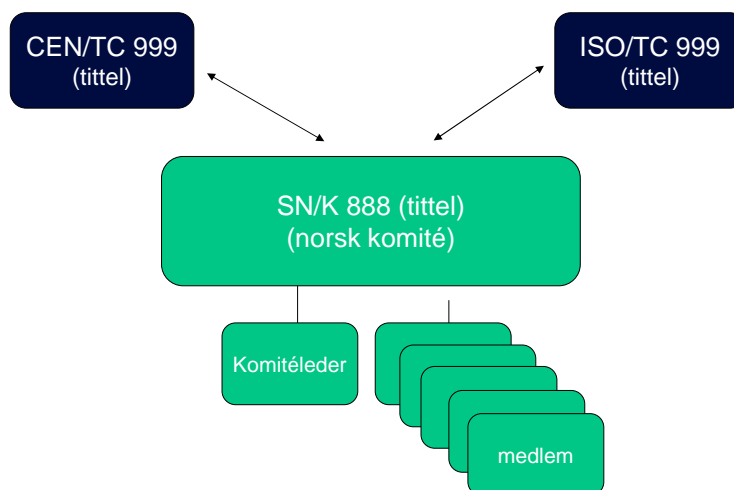 CEN/TC 999
(tittel)
ISO/TC 999
(tittel)
SN/K 888 (tittel)
(norsk komité)
Komitéleder
medlem